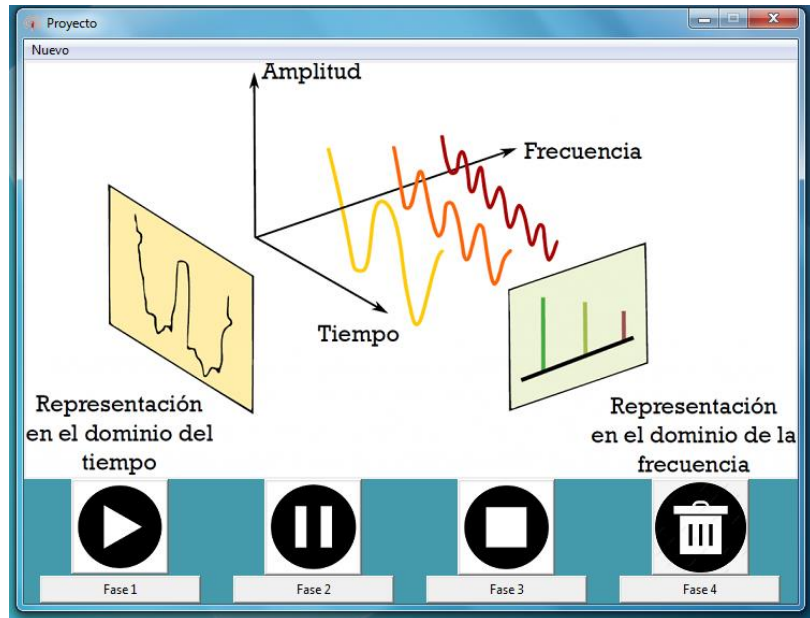 Proyecto
Nuevo
Amplitud
Frecuencia
Tiempo
Representación
en el dominio del
tiempo
Representación
en el dominio de la
frecuencia
Fase 1
Fase 2
Fase 3
Fase 4